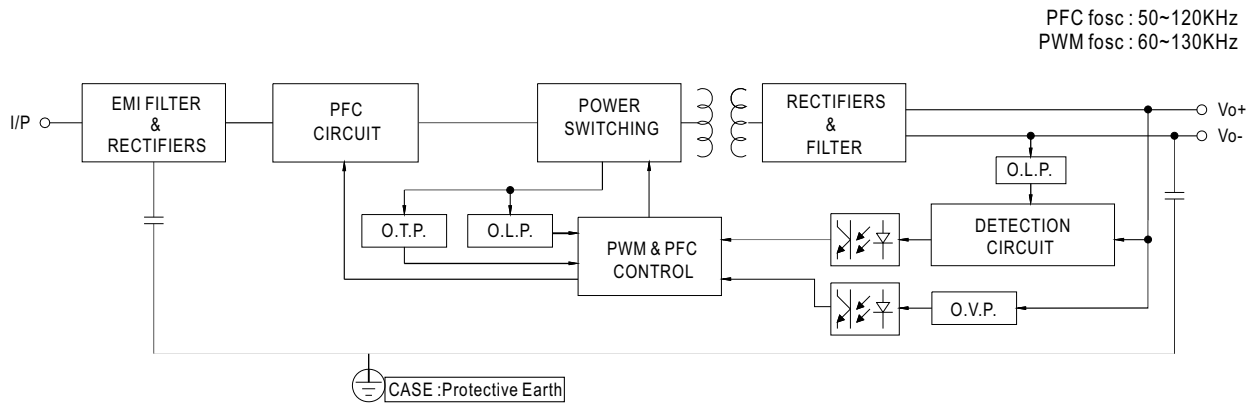 PFC fosc : 50~120KHz
PWM fosc : 60~130KHz
I/P
EMI FILTER
&
RECTIFIERS
PFC
CIRCUIT
POWER
SWITCHING
RECTIFIERS
&
FILTER
Vo+
Vo-
O.L.P.
O.T.P.
O.L.P.
PWM & PFC
CONTROL
DETECTION
CIRCUIT
O.V.P.
CASE :Protective Earth